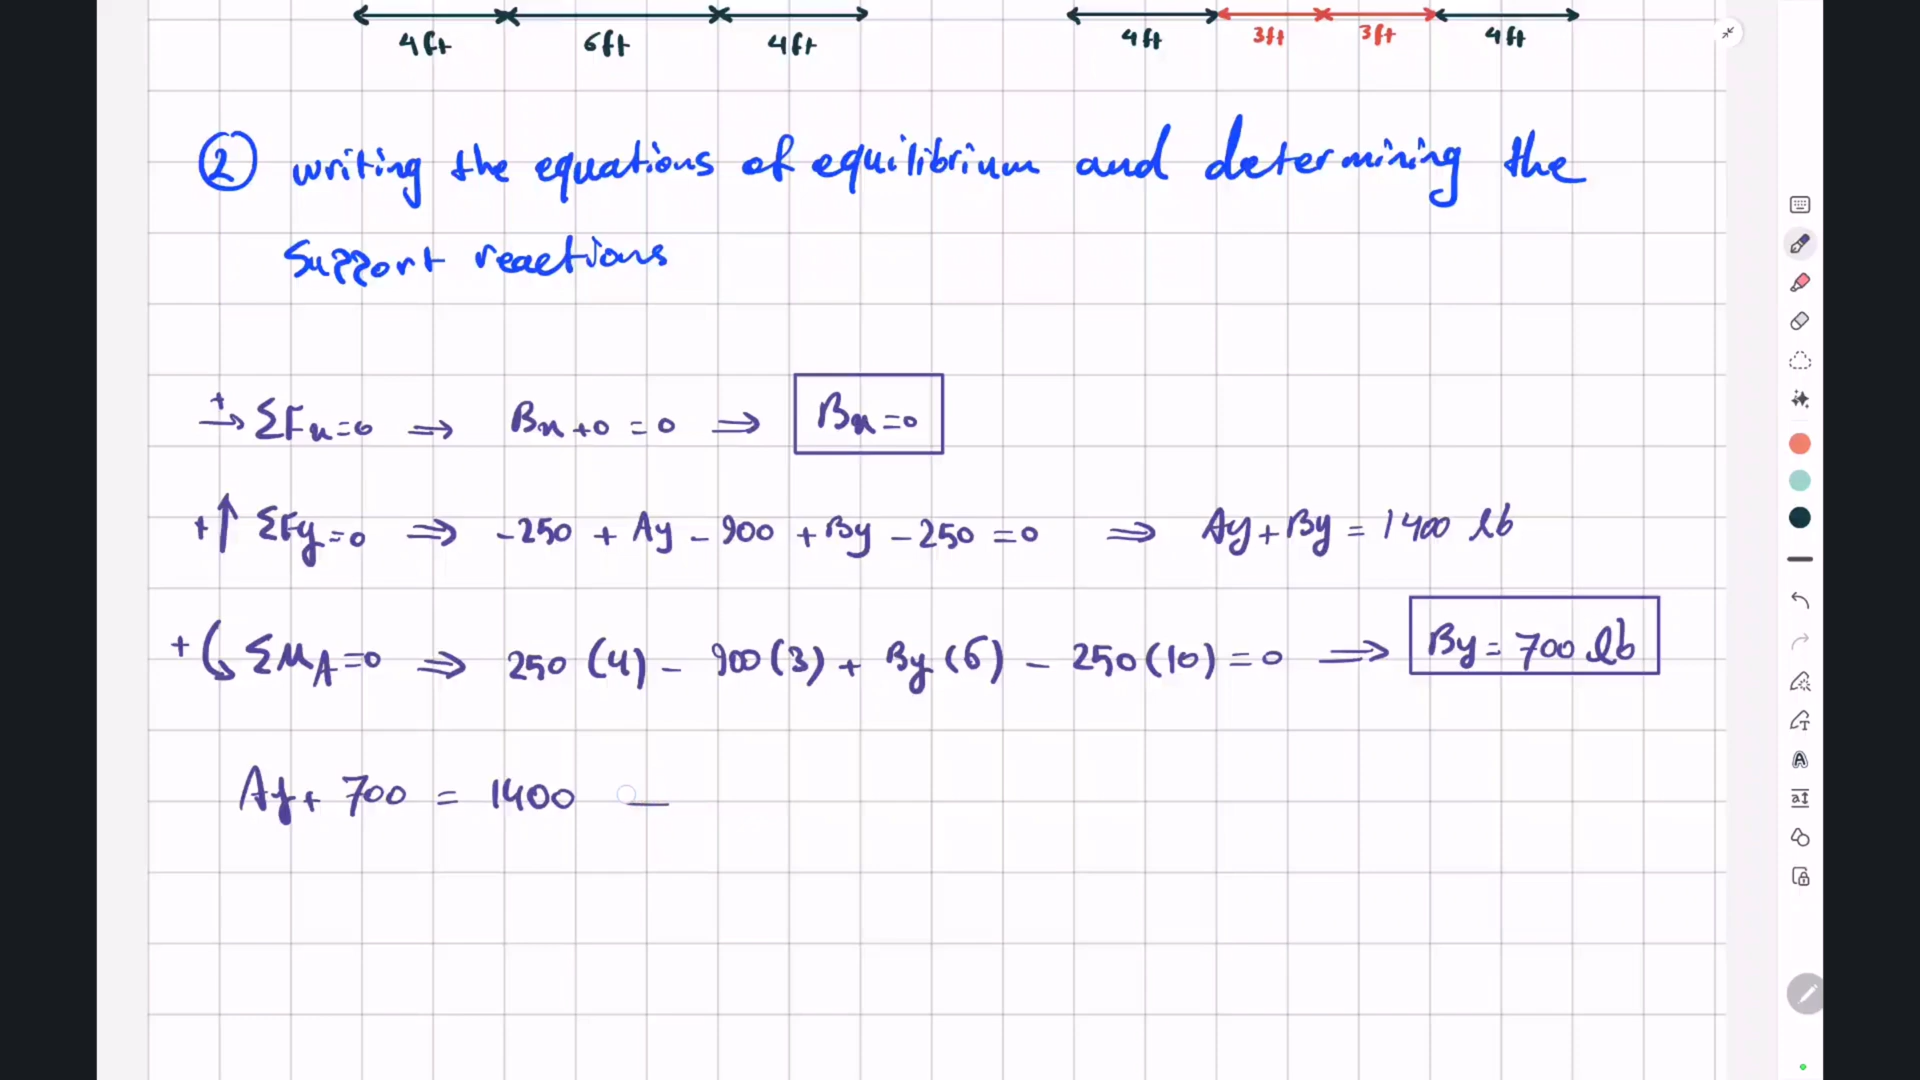 4ft 6ft 4ft 4ft 3ft 3ft 4ft
② writing the equations of equilibrium and determining the
support reactions
+→ ΣFx=0 ⇒ Bx+0=0 ⇒ Bx=0
+↑ ΣFy=0 ⇒ -250 + Ay - 900 + By - 250 = 0 ⇒ Ay+By = 1400 lb
+ ΣMA=0 ⇒ 250 (4) - 900(3) + By(6) - 250(10) = 0 ⇒ By = 700 lb
Ay + 700 = 1400